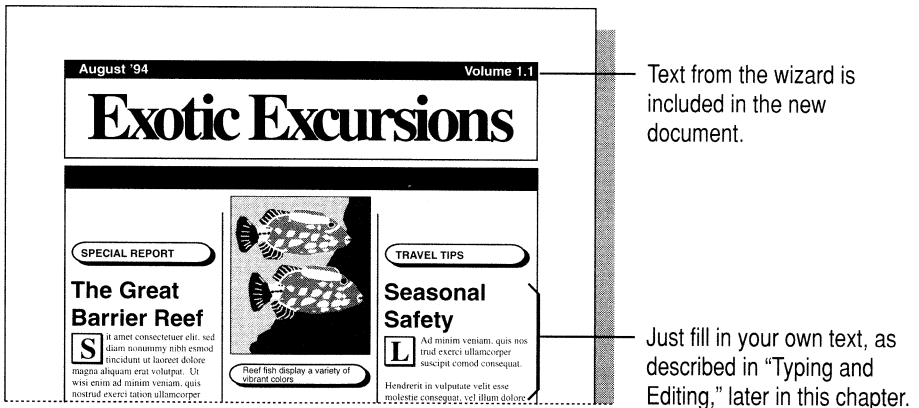 August '94 Volume 1.1
Exotic Excursions
SPECIAL REPORT
The Great
Barrier Reef
S it amet consectetuer elit. sed
diam nonummy nibh esmod
tincidunt ut laoreet dolore
magna aliquam erat volutpat. Ut
wisi enim ad minim veniam. quis
nostrud exerci tation ullamcorper
Reef fish display a variety of
vibrant colors
TRAVEL TIPS
Seasonal
Safety
L Ad minim veniam. quis nos
trud exerci ullamcorper
suscipit comod consequat.
Hendrerit in vulputate velit esse
molestie consequat, vel illum dolore
Text from the wizard is
included in the new
document.
Just fill in your own text, as
described in “Typing and
Editing,” later in this chapter.